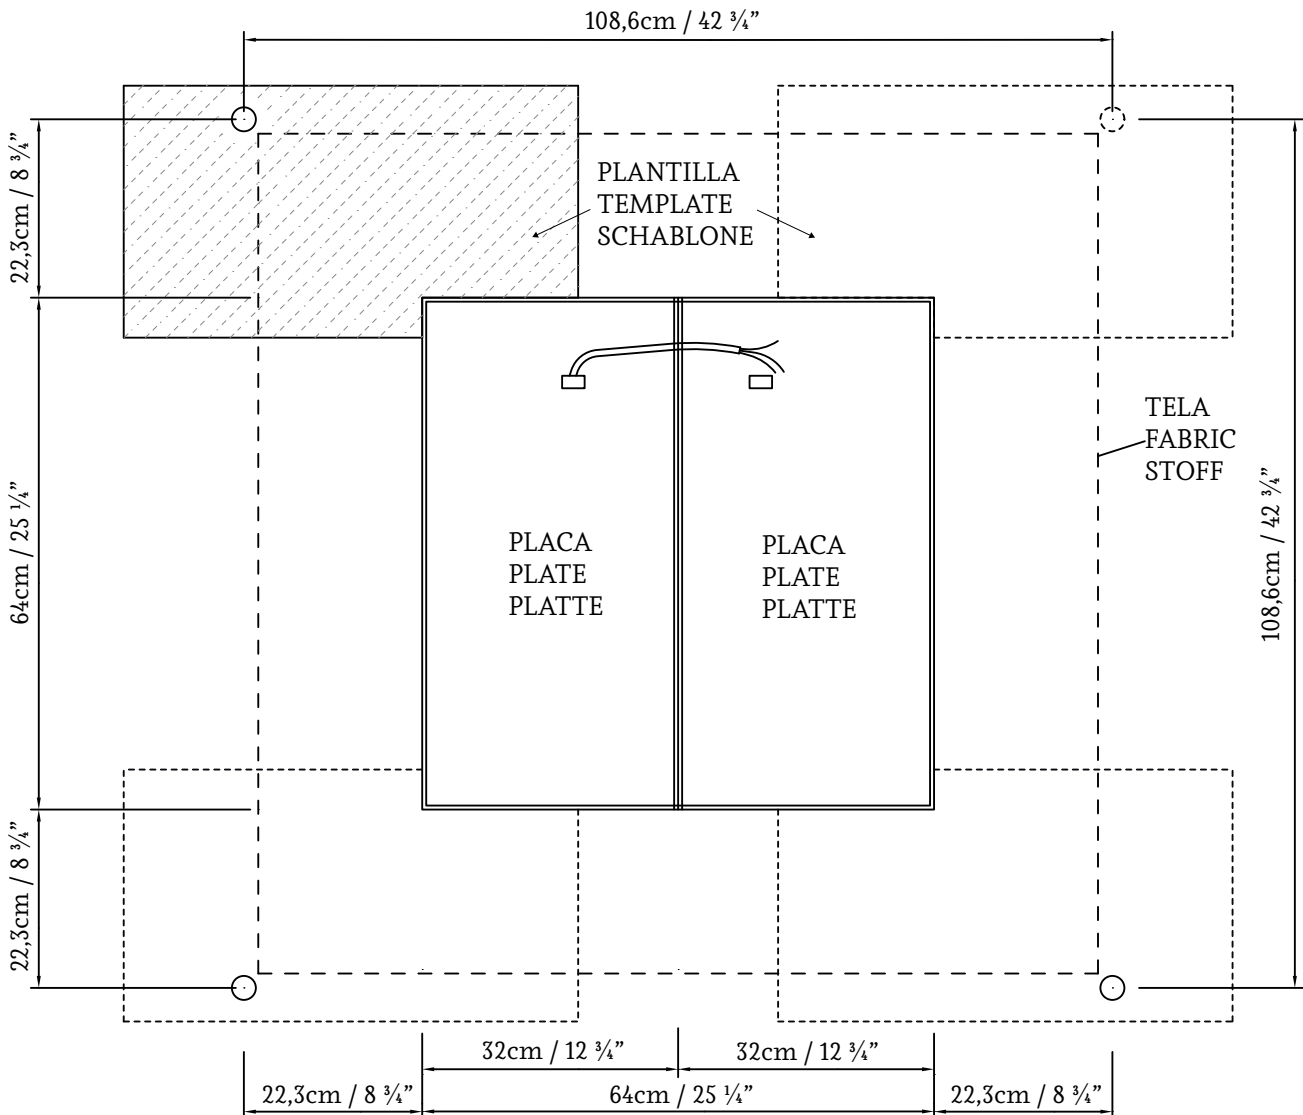 108,6cm / 42 ¾”
22,3cm / 8 ¾”
PLANTILLA
TEMPLATE
SCHABLONE
TELA
FABRIC
STOFF
64cm / 25 ¼”
108,6cm / 42 ¾”
PLACA
PLATE
PLATTE
PLACA
PLATE
PLATTE
22,3cm / 8 ¾”
32cm / 12 ¾”
32cm / 12 ¾”
22,3cm / 8 ¾”
64cm / 25 ¼”
22,3cm / 8 ¾”